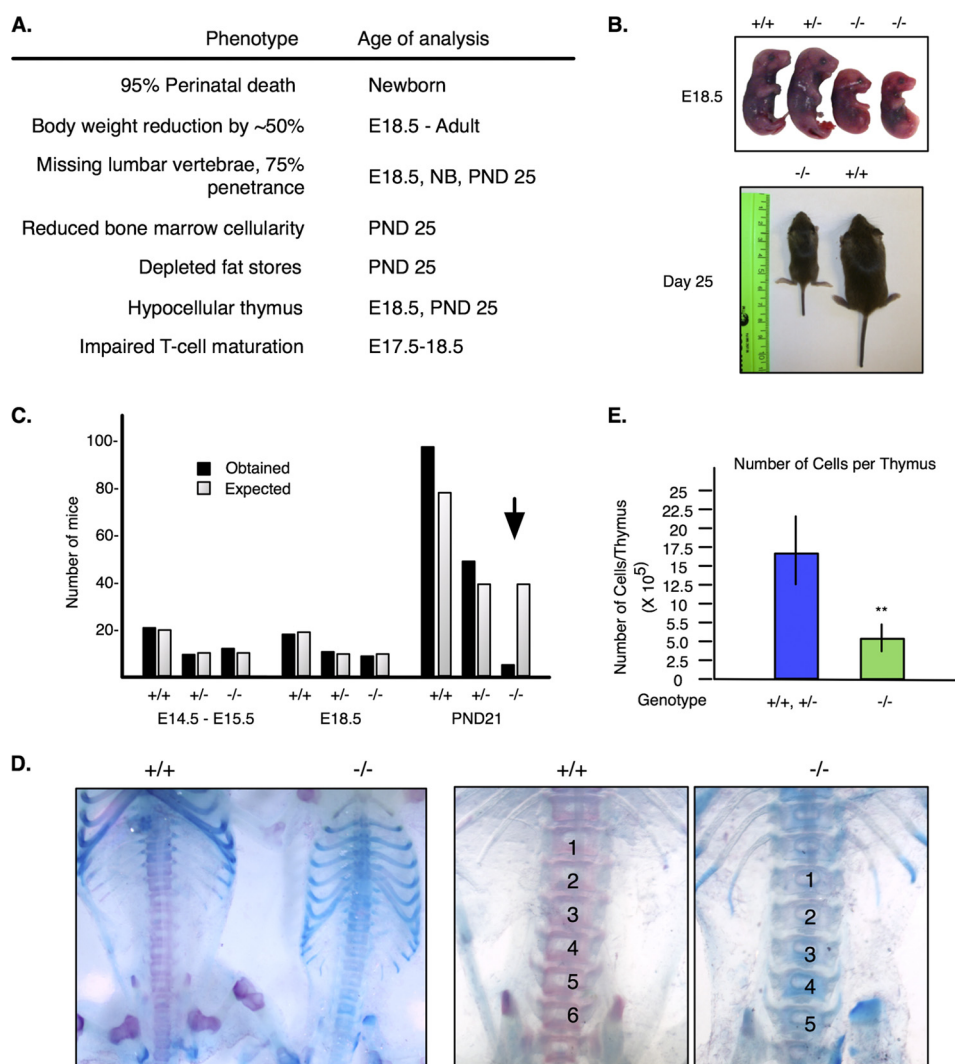 A.
Phenotype Age of analysis
95% Perinatal death Newborn
Body weight reduction by ~50% E18.5 - Adult
Missing lumbar vertebrae, 75%
penetrance E18.5, NB, PND 25
Reduced bone marrow cellularity PND 25
Depleted fat stores PND 25
Hypocellular thymus E18.5, PND 25
Impaired T-cell maturation E17.5-18.5
B.
+/+ +/- -/- -/-
E18.5
-/- +/+
Day 25
C.
Number of mice
100-
80-
60-
40-
20-
Obtained
Expected
+/+ +/- -/- +/+ +/- -/- +/+ +/- -/-
E14.5 - E15.5 E18.5 PND21
E.
Number of Cells per Thymus
Number of Cells/Thymus
(X 10⁵)
25
22.5
20
17.5
15
12.5
10
5.5
5.0
2.5
0
**
Genotype +/+, +/- -/-
D.
+/+ -/- +/+ -/-
1
2
3
4
5
6
1
2
3
4
5